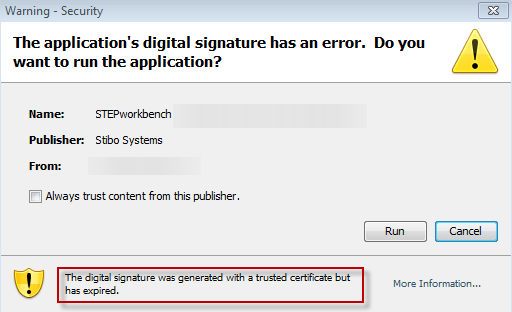 Warning - Security
The application's digital signature has an error.  Do you
want to run the application?
Name: STEPworkbench
Publisher: Stibo Systems
From:
Always trust content from this publisher.
Run Cancel
The digital signature was generated with a trusted certificate but
has expired.
More Information...